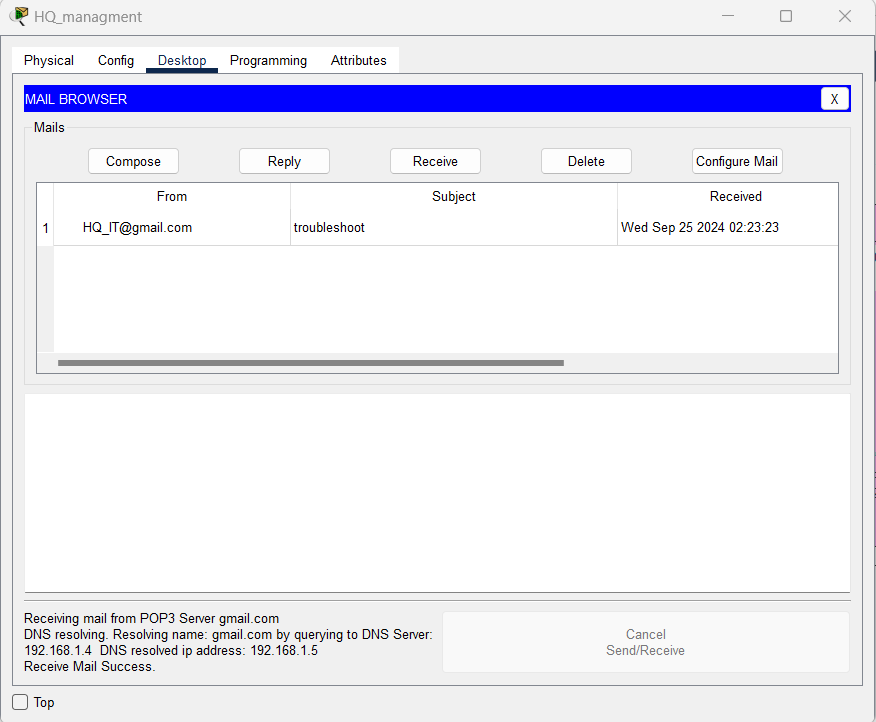 HQ_managment
Physical Config Desktop Programming Attributes
MAIL BROWSER X
Mails
Compose Reply Receive Delete Configure Mail
From Subject Received
1 HQ_IT@gmail.com troubleshoot Wed Sep 25 2024 02:23:23
Receiving mail from POP3 Server gmail.com
DNS resolving. Resolving name: gmail.com by querying to DNS Server:
192.168.1.4 DNS resolved ip address: 192.168.1.5
Receive Mail Success.
Cancel
Send/Receive
Top